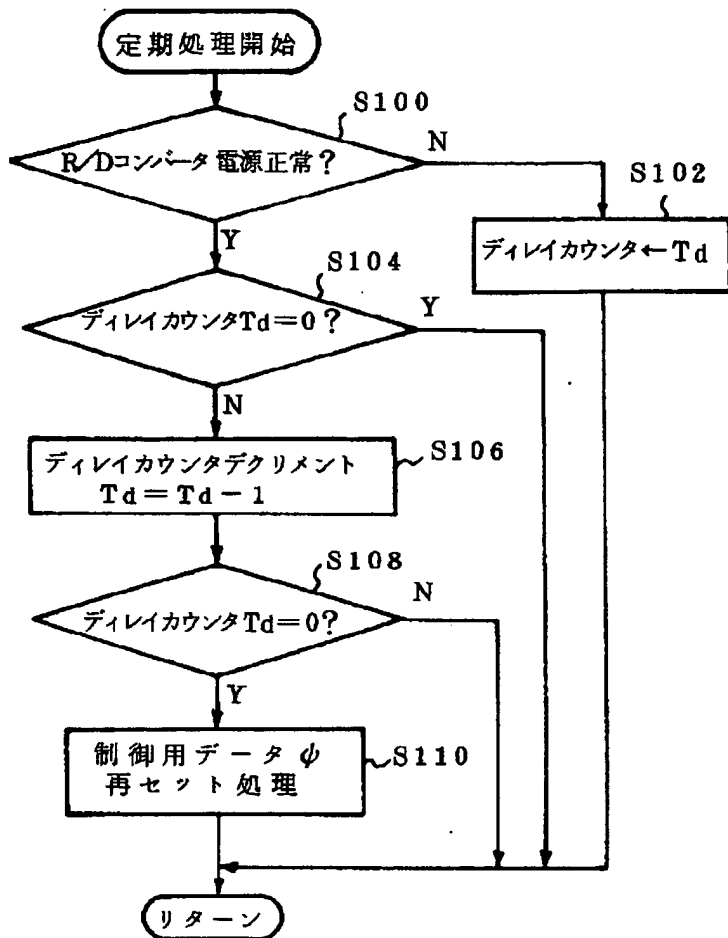 定期処理開始
S100
R/Dコンバータ電源正常?
N
S102
ディレイカウンタ←Td
Y
S104
ディレイカウンタTd=0?
Y
N
ディレイカウンタデクリメント
Td=Td-1
S106
S108
ディレイカウンタTd=0?
N
Y
制御用データψ
再セット処理
S110
リターン